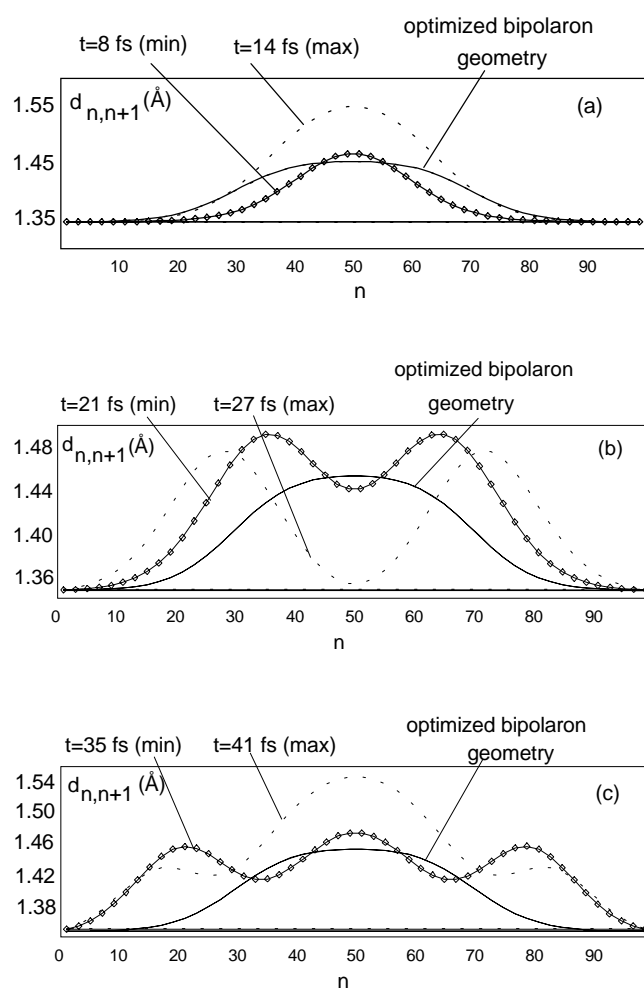 t=8 fs (min)
t=14 fs (max)
optimized bipolaron
geometry
d n,n+1 (Å)
(a)
1.55
1.45
1.35
10 20 30 40 50 60 70 80 90
n
optimized bipolaron
geometry
t=21 fs (min)
t=27 fs (max)
d n,n+1 (Å)
(b)
1.48
1.44
1.40
1.36
0 10 20 30 40 50 60 70 80 90
n
optimized bipolaron
geometry
t=35 fs (min)
t=41 fs (max)
d n,n+1 (Å)
(c)
1.54
1.50
1.46
1.42
1.38
0 10 20 30 40 50 60 70 80 90
n